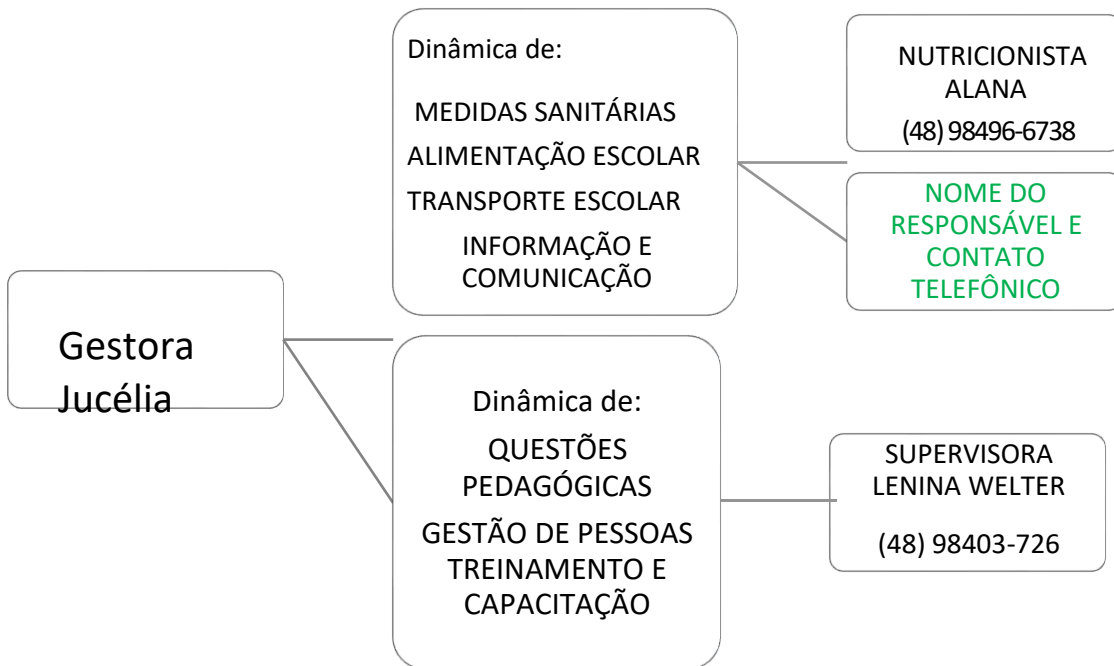 Gestora
Jucélia
Dinâmica de:
MEDIDAS SANITÁRIAS
ALIMENTAÇÃO ESCOLAR
TRANSPORTE ESCOLAR
INFORMAÇÃO E
COMUNICAÇÃO
NUTRICIONISTA
ALANA
(48) 98496-6738
NOME DO
RESPONSÁVEL E
CONTATO
TELEFÔNICO
Dinâmica de:
QUESTÕES
PEDAGÓGICAS
GESTÃO DE PESSOAS
TREINAMENTO E
CAPACITAÇÃO
SUPERVISORA
LENINA WELTER
(48) 98403-726